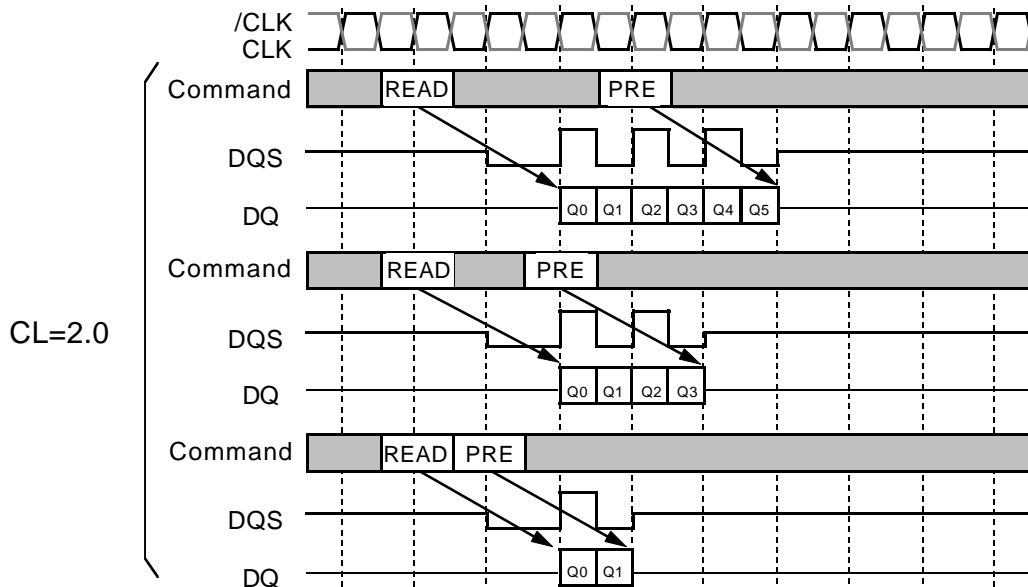 /CLK
CLK
Command READ PRE
DQS
DQ Q0 Q1 Q2 Q3 Q4 Q5
Command READ PRE
CL=2.0
DQS
DQ Q0 Q1 Q2 Q3
Command READ PRE
DQS
DQ Q0 Q1